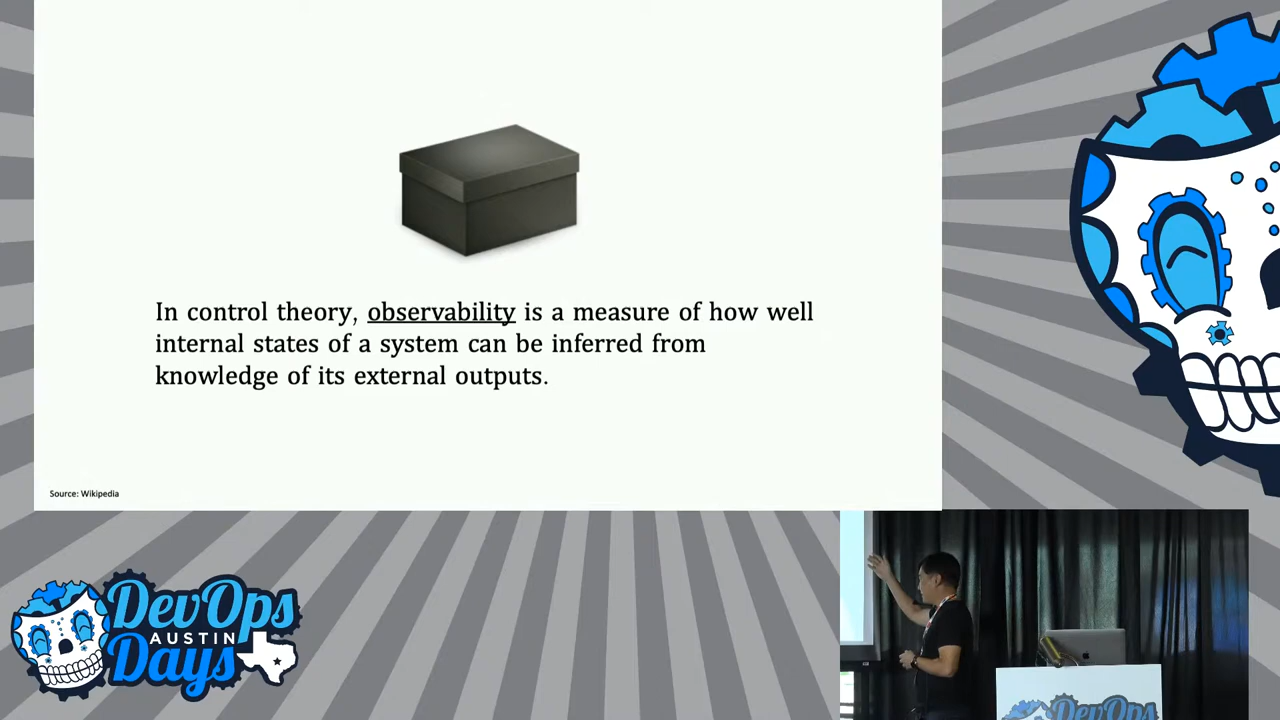 In control theory, observability is a measure of how well
internal states of a system can be inferred from
knowledge of its external outputs.
Source: Wikipedia
DevOps
AUSTIN
Days
DevOps